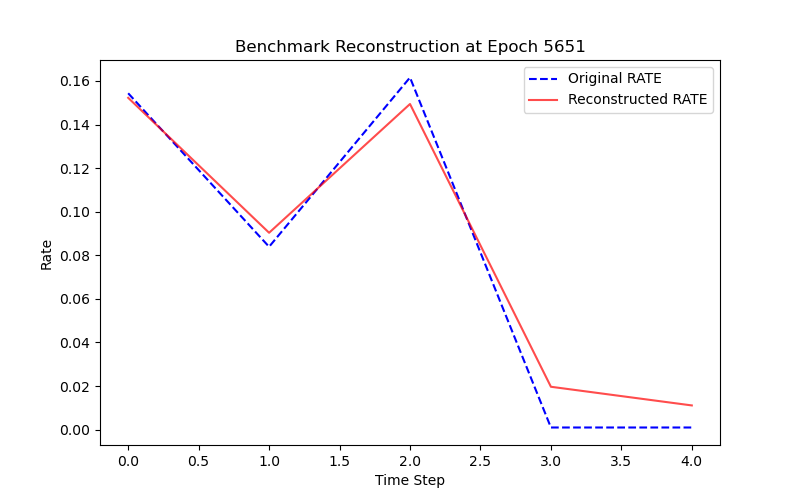 Benchmark Reconstruction at Epoch 5651
Original RATE
Reconstructed RATE
0.16
0.14
0.12
0.10
0.08
0.06
0.04
0.02
0.00
Rate
0.0 0.5 1.0 1.5 2.0 2.5 3.0 3.5 4.0
Time Step